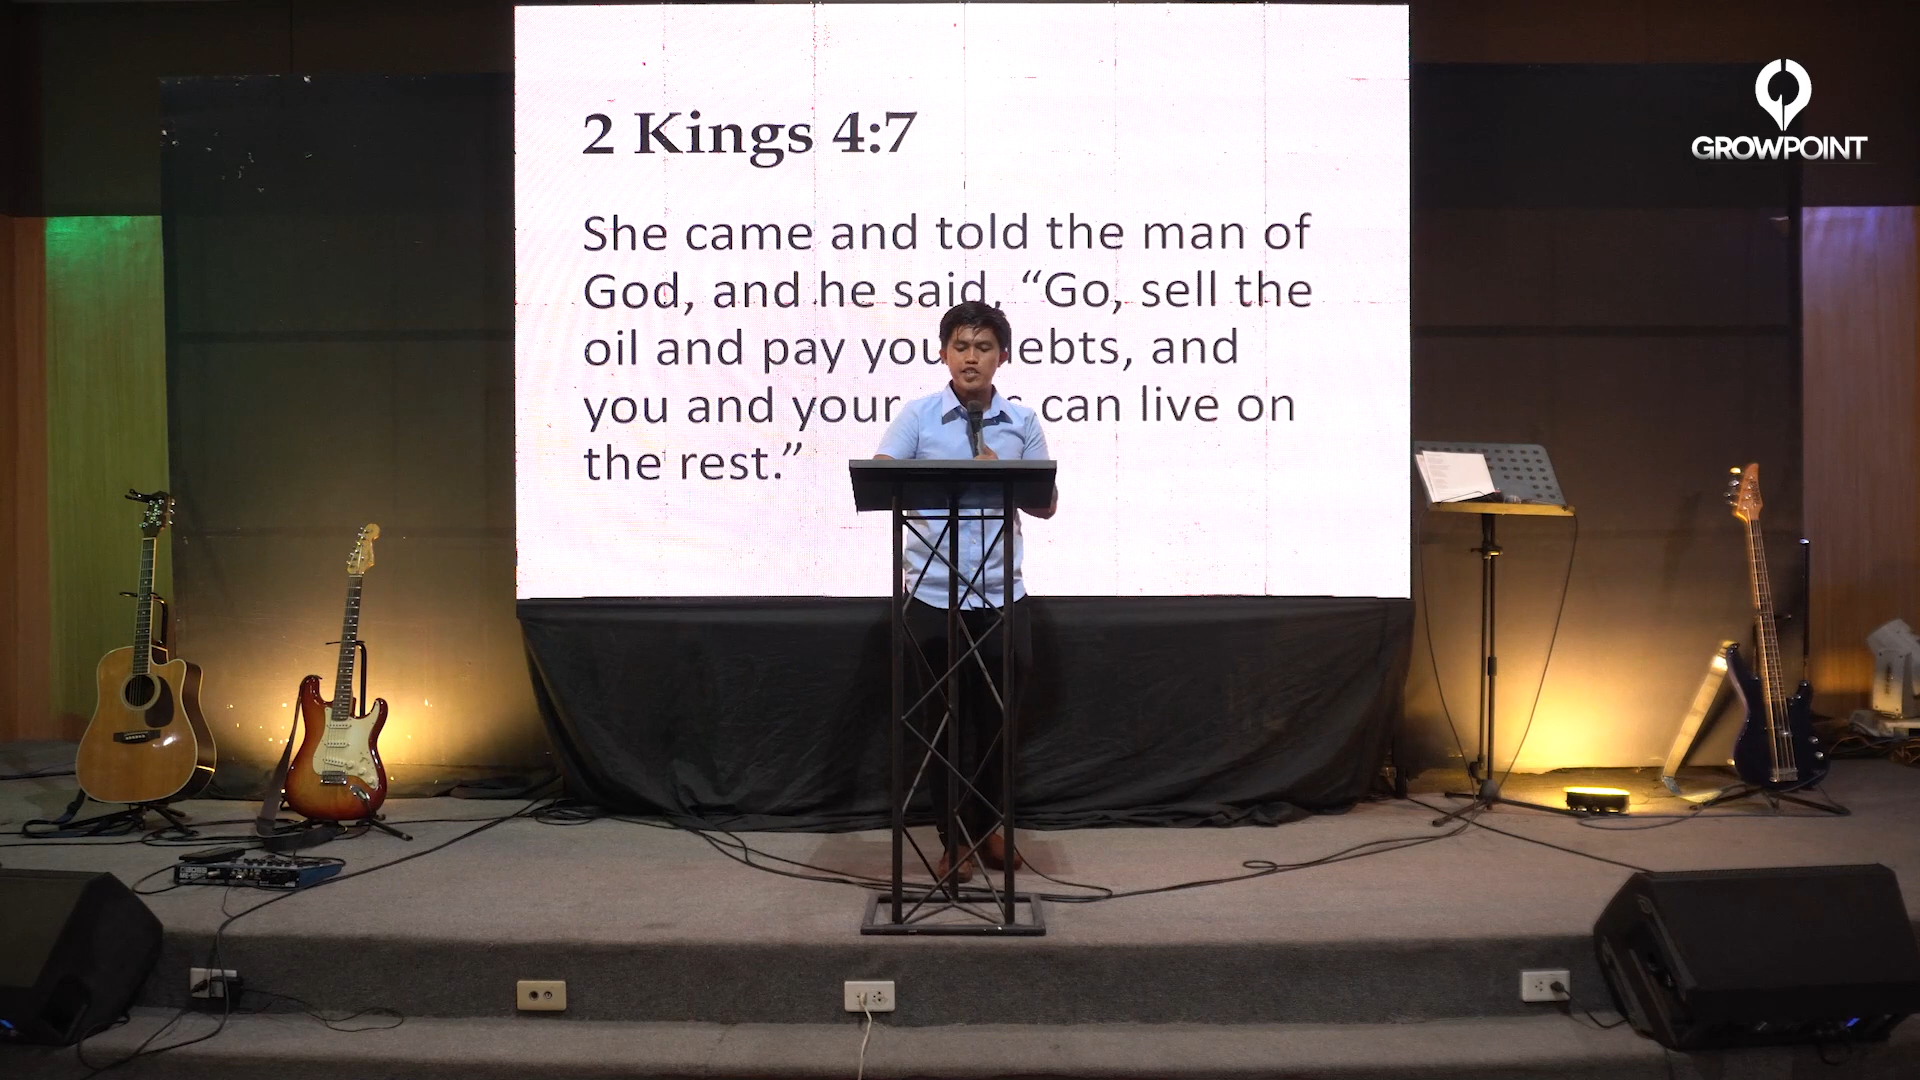 2 Kings 4:7
She came and told the man of
God, and he said, “Go, sell the
oil and pay you ebts, and
you and your s can live on
the rest.”
GROWPOINT